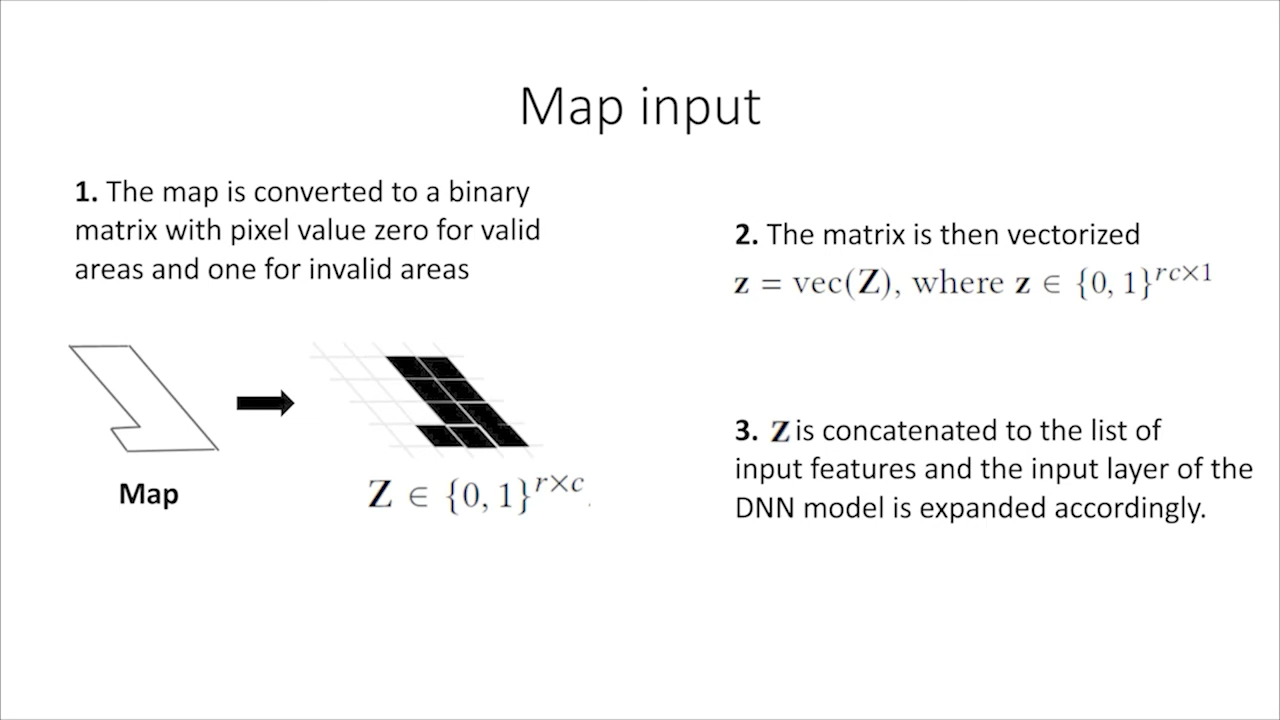 Map input
1. The map is converted to a binary
matrix with pixel value zero for valid
areas and one for invalid areas
Map
Z ∈ {0, 1}^{r×c}
2. The matrix is then vectorized
z = vec(Z), where z ∈ {0, 1}^{rc×1}
3. z is concatenated to the list of
input features and the input layer of the
DNN model is expanded accordingly.